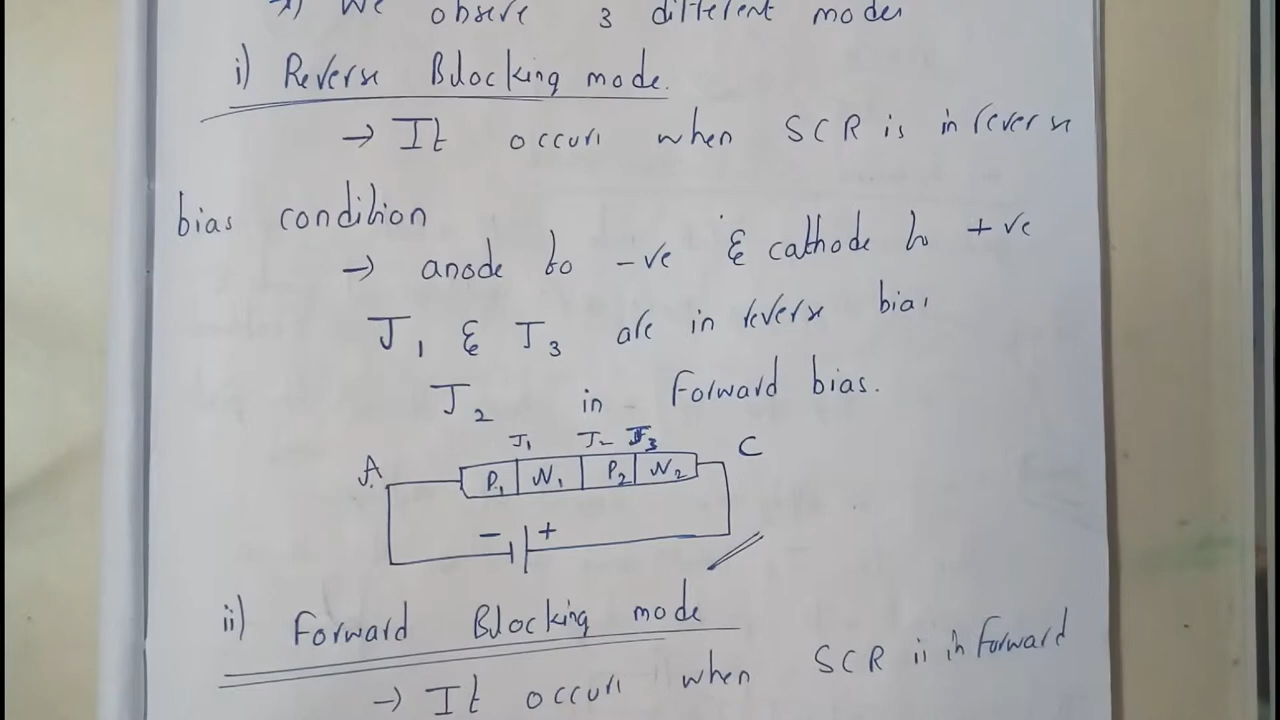 *) We observe 3 different modes
i) Reverse Blocking mode.
→ It occurs when SCR is in reverse
bias condition
→ anode to -ve & cathode to +ve
J1 & J3 are in reverse bias
J2 in Forward bias.
J1 J2 J3
A P1 N1 P2 N2 C
- +
ii) Forward Blocking mode
→ It occurs when SCR is in Forward